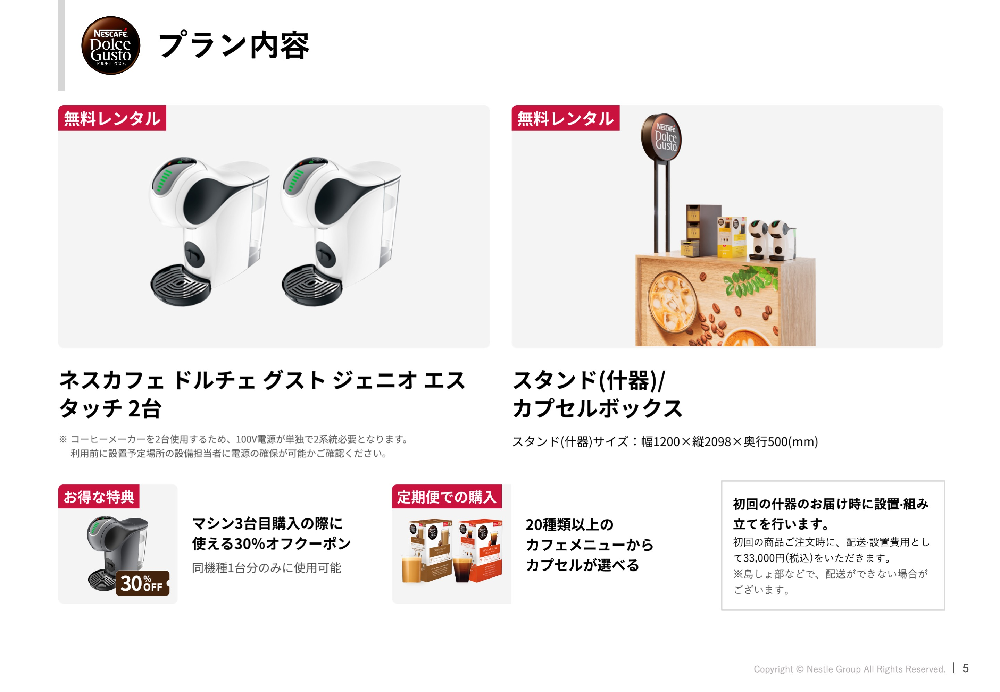 NESCAFÉ
Dolce
Gusto
ドルチェ グスト
プラン内容
無料レンタル
無料レンタル
NESCAFÉ
Dolce
Gusto
ネスカフェ ドルチェ グスト ジェニオ エス
タッチ 2台
※ コーヒーメーカーを2台使用するため、100V電源が単独で2系統必要となります。
利用前に設置予定場所の設備担当者に電源の確保が可能かご確認ください。
スタンド(什器)/
カプセルボックス
スタンド(什器)サイズ：幅1200×縦2098×奥行500(mm)
お得な特典
30%OFF
マシン3台目購入の際に
使える30%オフクーポン
同機種1台分のみに使用可能
定期便での購入
CAFÉ AU LAIT
REGULAR BLEND
20種類以上の
カフェメニューから
カプセルが選べる
初回の什器のお届け時に設置·組み
立てを行います。
初回の商品ご注文時に、配送·設置費用とし
て33,000円(税込)をいただきます。
※島しょ部などで、配送ができない場合が
ございます。
Copyright © Nestle Group All Rights Reserved. | 5